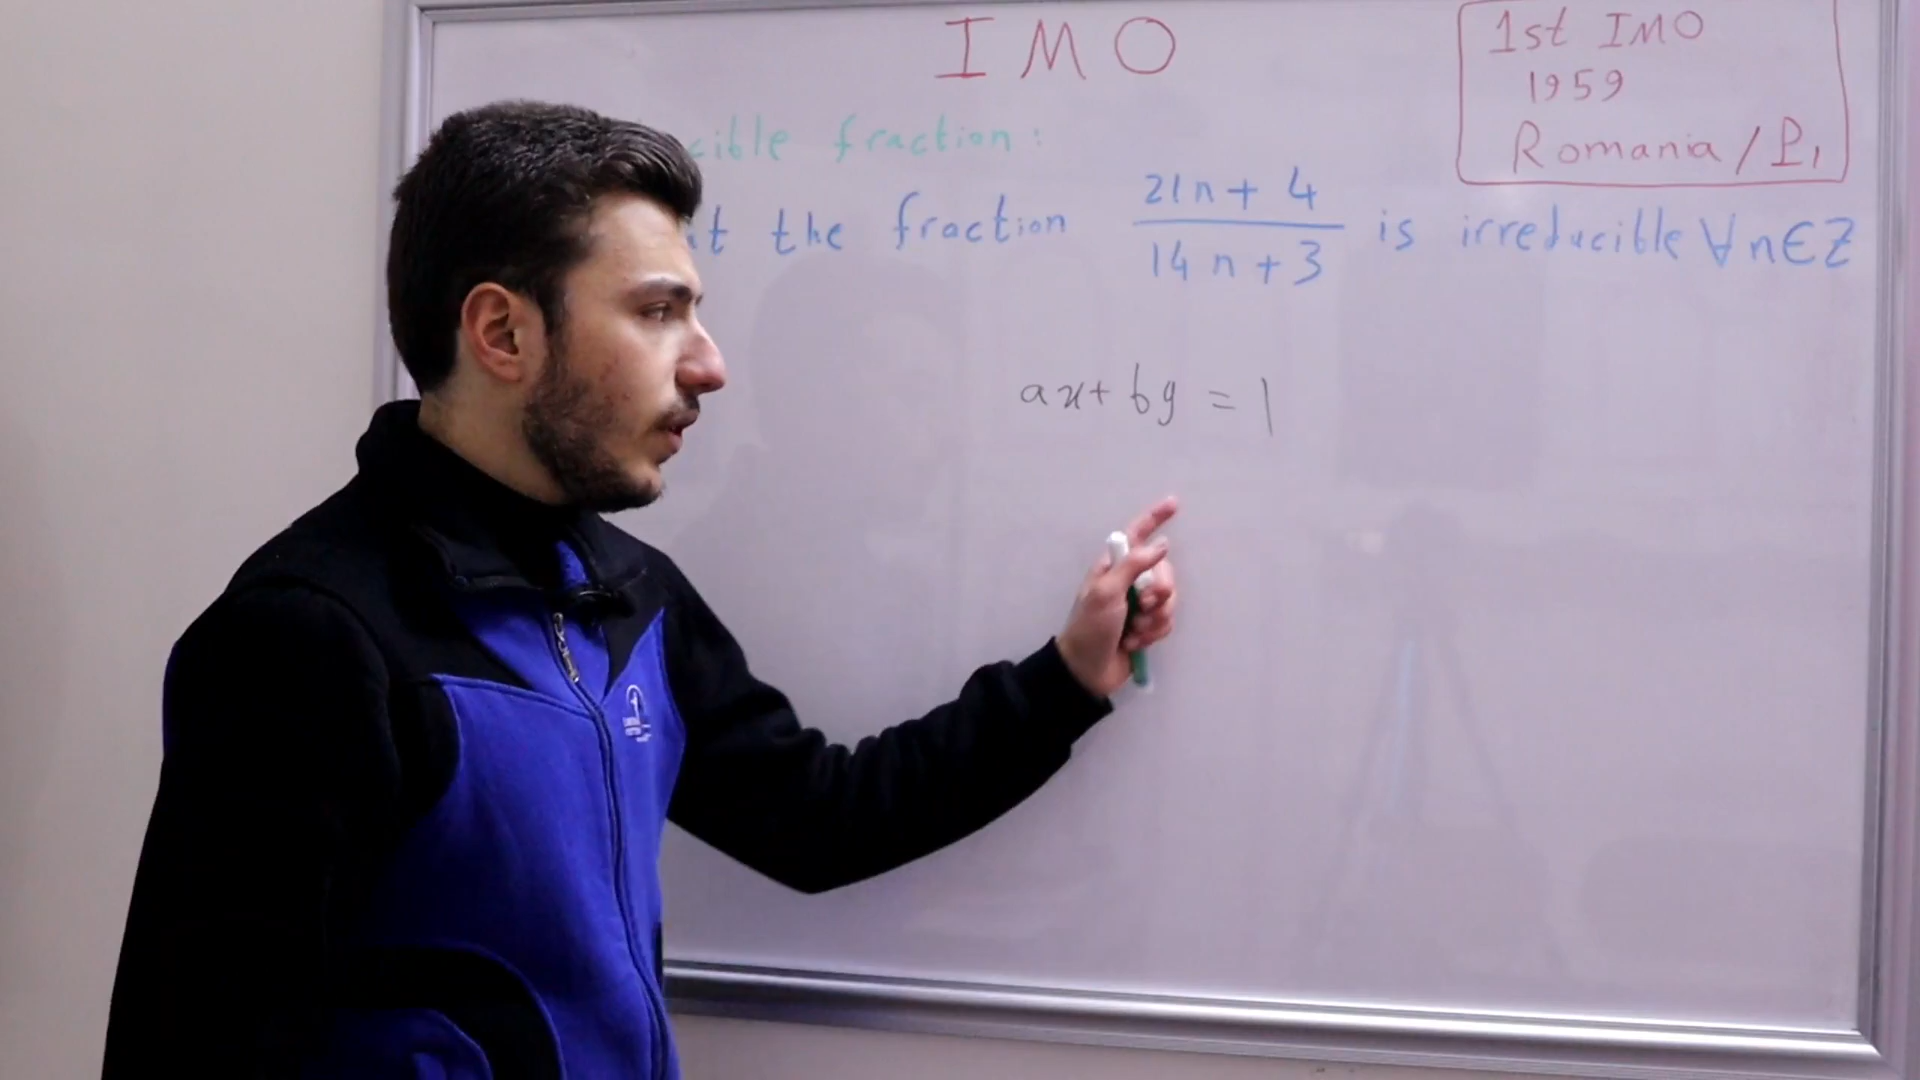 IMO
1st IMO
1959
Romania / P1
cible fraction:
the fraction (21n + 4)/(14n + 3) is irreducible ∀ n ∈ Z
ax + by = 1